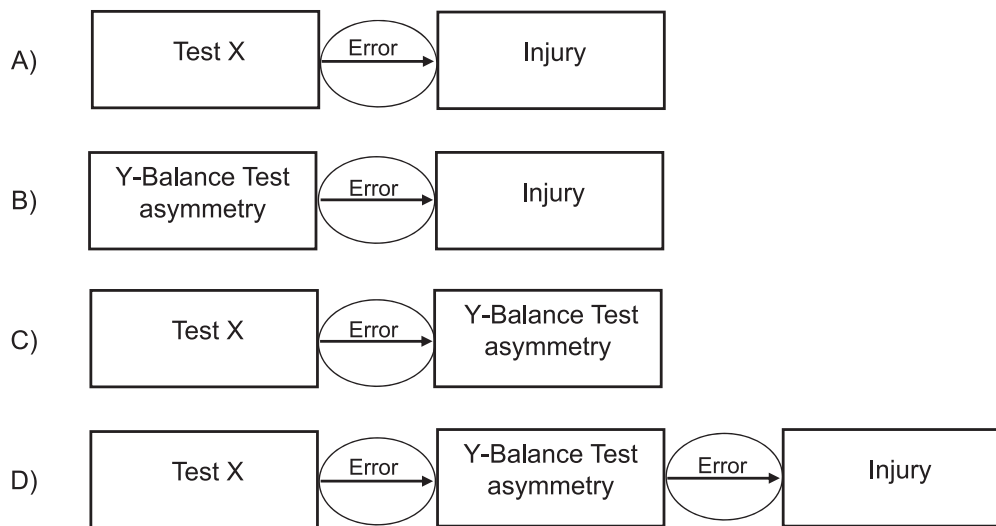 A)
Test X
Error
Injury
B)
Y-Balance Test
asymmetry
Error
Injury
C)
Test X
Error
Y-Balance Test
asymmetry
D)
Test X
Error
Y-Balance Test
asymmetry
Error
Injury